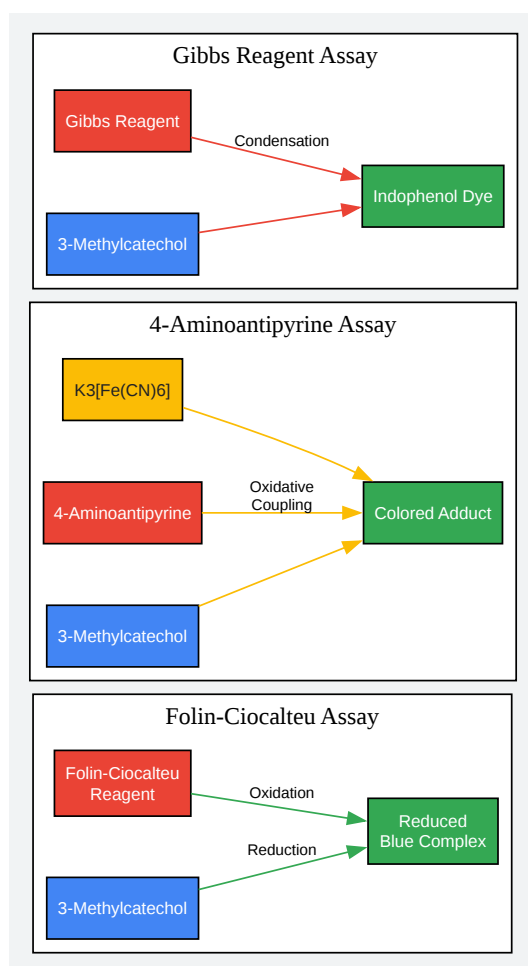 Gibbs Reagent Assay
Gibbs Reagent
Condensation
Indophenol Dye
3-Methylcatechol
4-Aminoantipyrine Assay
K3[Fe(CN)6]
4-Aminoantipyrine
Oxidative
Coupling
Colored Adduct
3-Methylcatechol
Folin-Ciocalteu Assay
Folin-Ciocalteu
Reagent
Oxidation
Reduced
Blue Complex
Reduction
3-Methylcatechol